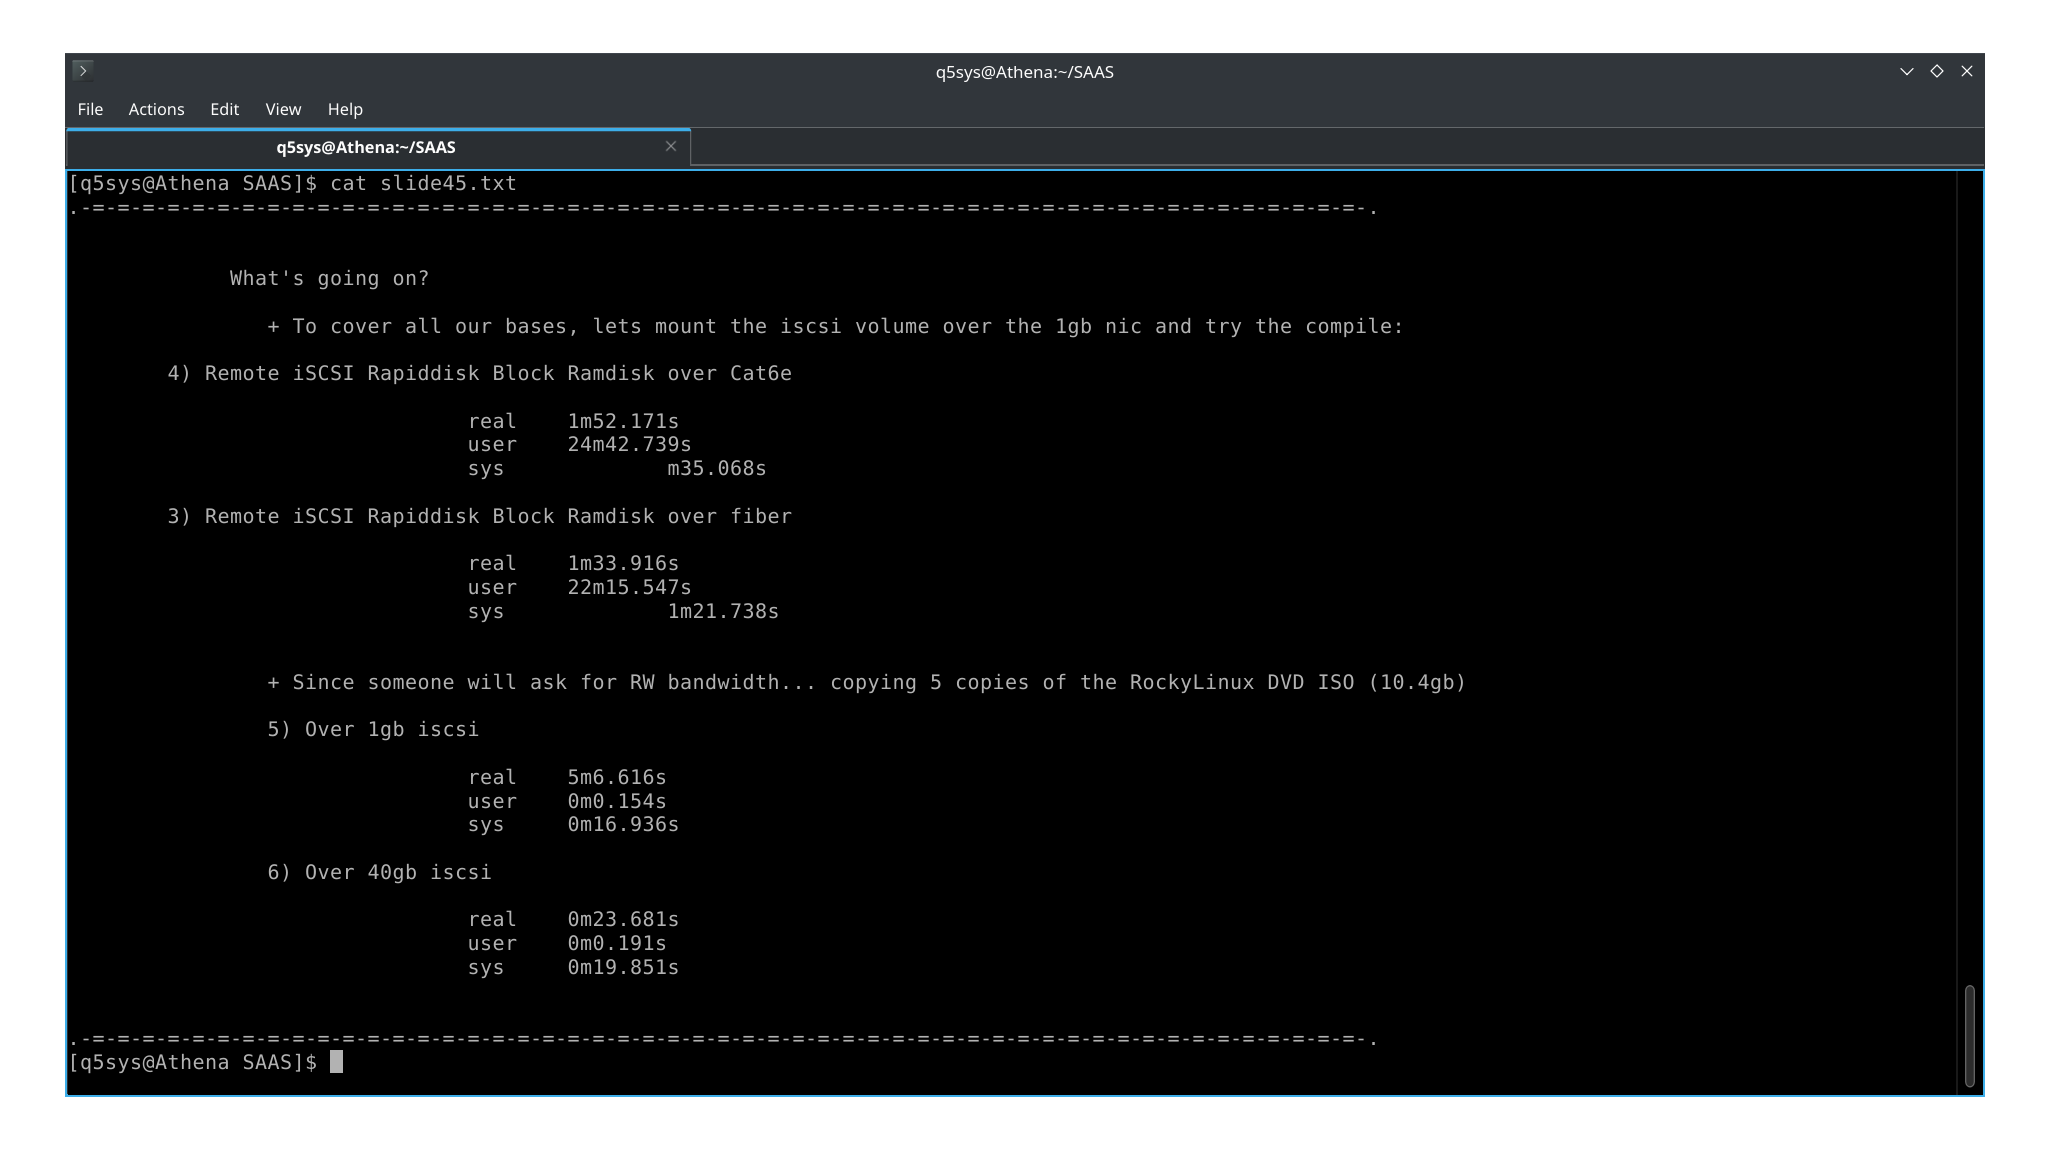 q5sys@Athena:~/SAAS
File Actions Edit View Help
q5sys@Athena:~/SAAS
[q5sys@Athena SAAS]$ cat slide45.txt
.-=-=-=-=-=-=-=-=-=-=-=-=-=-=-=-=-=-=-=-=-=-=-=-=-=-=-=-=-=-=-=-=-=-=-=-=-=-=-=-=-=-=-=-=-=-=-=-=-=-=-=-.
What's going on?
+ To cover all our bases, lets mount the iscsi volume over the 1gb nic and try the compile:
4) Remote iSCSI Rapiddisk Block Ramdisk over Cat6e
real 1m52.171s
user 24m42.739s
sys m35.068s
3) Remote iSCSI Rapiddisk Block Ramdisk over fiber
real 1m33.916s
user 22m15.547s
sys 1m21.738s
+ Since someone will ask for RW bandwidth... copying 5 copies of the RockyLinux DVD ISO (10.4gb)
5) Over 1gb iscsi
real 5m6.616s
user 0m0.154s
sys 0m16.936s
6) Over 40gb iscsi
real 0m23.681s
user 0m0.191s
sys 0m19.851s
.-=-=-=-=-=-=-=-=-=-=-=-=-=-=-=-=-=-=-=-=-=-=-=-=-=-=-=-=-=-=-=-=-=-=-=-=-=-=-=-=-=-=-=-=-=-=-=-=-=-=-=-.
[q5sys@Athena SAAS]$